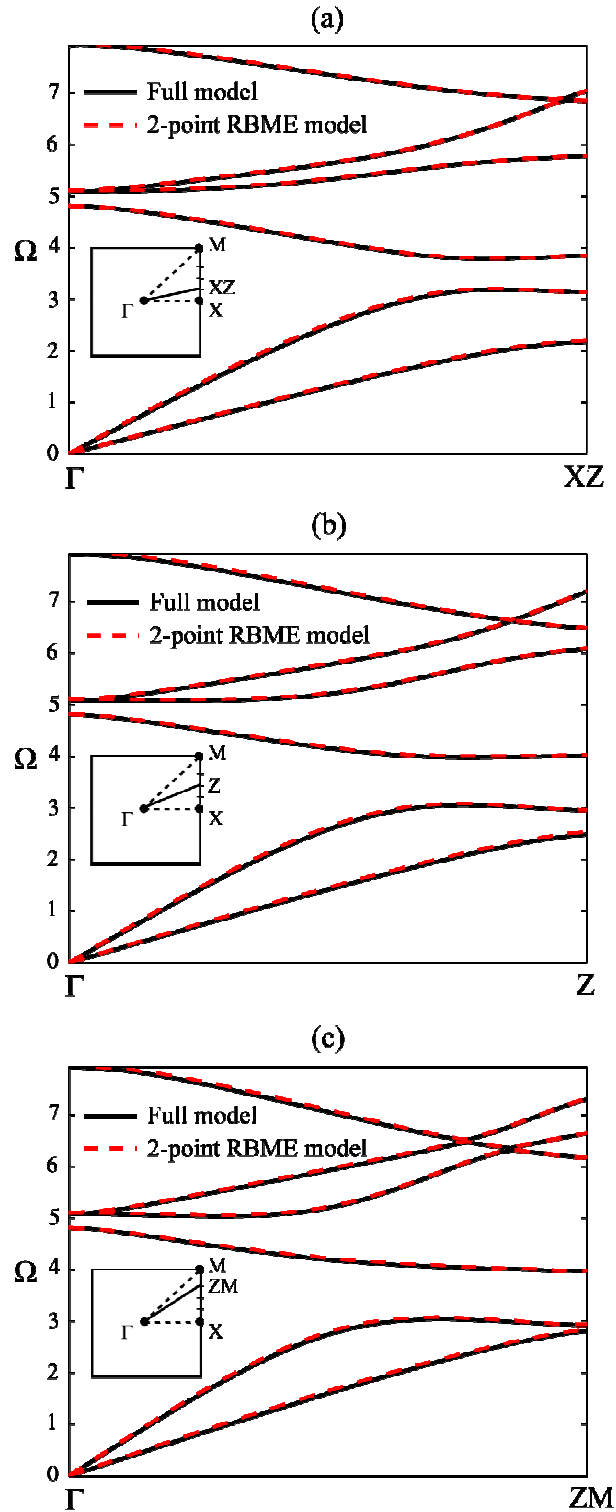 (a)
7
Full model
2-point RBME model
6
5
Ω
4
M
XZ
Γ
X
3
2
1
0
Γ
XZ
(b)
7
Full model
2-point RBME model
6
5
Ω
4
M
Z
Γ
X
3
2
1
0
Γ
Z
(c)
7
Full model
2-point RBME model
6
5
Ω
4
M
ZM
Γ
X
3
2
1
0
Γ
ZM